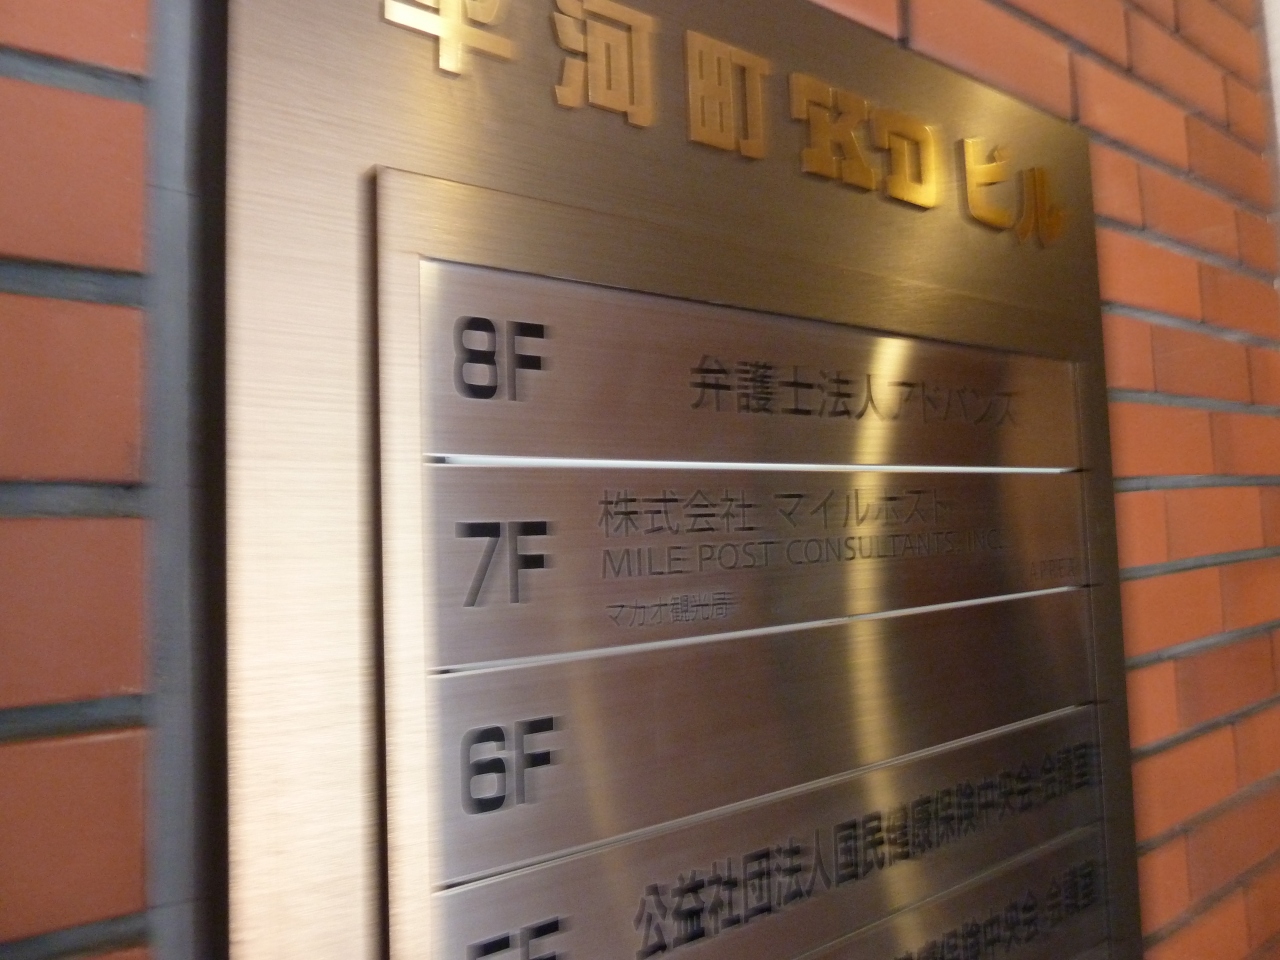 平河町KDビル
8F 弁護士法人アドバンス
7F 株式会社 マイルポスト
MILE POST CONSULTANTS INC.
マカオ観光局
6F
5F 公益社団法人国民健康保険中央会 会議室